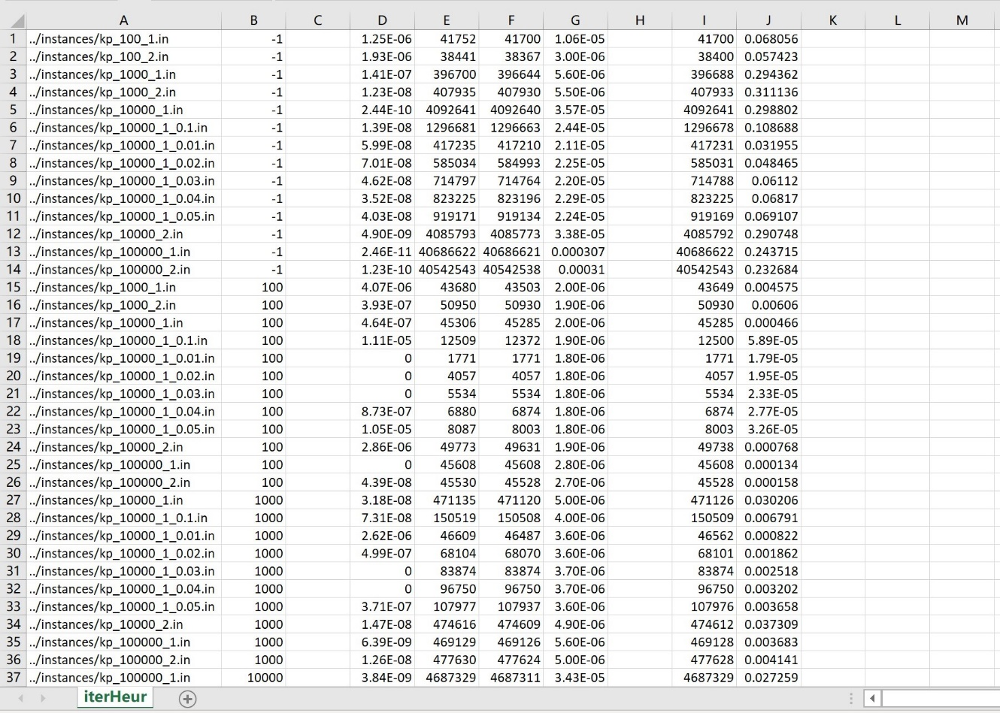 A B C D E F G H I J K L M
1 ../instances/kp_100_1.in -1 1.25E-06 41752 41700 1.06E-05 41700 0.068056
2 ../instances/kp_100_2.in -1 1.93E-06 38441 38367 3.00E-06 38400 0.057423
3 ../instances/kp_1000_1.in -1 1.41E-07 396700 396644 5.60E-06 396688 0.294362
4 ../instances/kp_1000_2.in -1 1.23E-08 407935 407930 5.50E-06 407933 0.311136
5 ../instances/kp_10000_1.in -1 2.44E-10 4092641 4092640 3.57E-05 4092641 0.298802
6 ../instances/kp_10000_1_0.1.in -1 1.39E-08 1296681 1296663 2.44E-05 1296678 0.108688
7 ../instances/kp_10000_1_0.01.in -1 5.99E-08 417235 417210 2.11E-05 417231 0.031955
8 ../instances/kp_10000_1_0.02.in -1 7.01E-08 585034 584993 2.25E-05 585031 0.048465
9 ../instances/kp_10000_1_0.03.in -1 4.62E-08 714797 714764 2.20E-05 714788 0.06112
10 ../instances/kp_10000_1_0.04.in -1 3.52E-08 823225 823196 2.29E-05 823225 0.06817
11 ../instances/kp_10000_1_0.05.in -1 4.03E-08 919171 919134 2.24E-05 919169 0.069107
12 ../instances/kp_10000_2.in -1 4.90E-09 4085793 4085773 3.38E-05 4085792 0.290748
13 ../instances/kp_100000_1.in -1 2.46E-11 40686622 40686621 0.000307 40686622 0.243715
14 ../instances/kp_100000_2.in -1 1.23E-10 40542543 40542538 0.00031 40542543 0.232684
15 ../instances/kp_1000_1.in 100 4.07E-06 43680 43503 2.00E-06 43649 0.004575
16 ../instances/kp_1000_2.in 100 3.93E-07 50950 50930 1.90E-06 50930 0.00606
17 ../instances/kp_10000_1.in 100 4.64E-07 45306 45285 2.00E-06 45285 0.000466
18 ../instances/kp_10000_1_0.1.in 100 1.11E-05 12509 12372 1.90E-06 12500 5.89E-05
19 ../instances/kp_10000_1_0.01.in 100 0 1771 1771 1.80E-06 1771 1.79E-05
20 ../instances/kp_10000_1_0.02.in 100 0 4057 4057 1.80E-06 4057 1.95E-05
21 ../instances/kp_10000_1_0.03.in 100 0 5534 5534 1.80E-06 5534 2.33E-05
22 ../instances/kp_10000_1_0.04.in 100 8.73E-07 6880 6874 1.80E-06 6874 2.77E-05
23 ../instances/kp_10000_1_0.05.in 100 1.05E-05 8087 8003 1.80E-06 8003 3.26E-05
24 ../instances/kp_10000_2.in 100 2.86E-06 49773 49631 1.90E-06 49738 0.000768
25 ../instances/kp_100000_1.in 100 0 45608 45608 2.80E-06 45608 0.000134
26 ../instances/kp_100000_2.in 100 4.39E-08 45530 45528 2.70E-06 45528 0.000158
27 ../instances/kp_10000_1.in 1000 3.18E-08 471135 471120 5.00E-06 471126 0.030206
28 ../instances/kp_10000_1_0.1.in 1000 7.31E-08 150519 150508 4.00E-06 150509 0.006791
29 ../instances/kp_10000_1_0.01.in 1000 2.62E-06 46609 46487 3.60E-06 46562 0.000822
30 ../instances/kp_10000_1_0.02.in 1000 4.99E-07 68104 68070 3.60E-06 68101 0.001862
31 ../instances/kp_10000_1_0.03.in 1000 0 83874 83874 3.70E-06 83874 0.002518
32 ../instances/kp_10000_1_0.04.in 1000 0 96750 96750 3.70E-06 96750 0.003202
33 ../instances/kp_10000_1_0.05.in 1000 3.71E-07 107977 107937 3.60E-06 107976 0.003658
34 ../instances/kp_10000_2.in 1000 1.47E-08 474616 474609 4.90E-06 474612 0.037309
35 ../instances/kp_100000_1.in 1000 6.39E-09 469129 469126 5.60E-06 469128 0.003683
36 ../instances/kp_100000_2.in 1000 1.26E-08 477630 477624 5.00E-06 477628 0.004141
37 ../instances/kp_100000_1.in 10000 3.84E-09 4687329 4687311 3.43E-05 4687329 0.027259
iterHeur